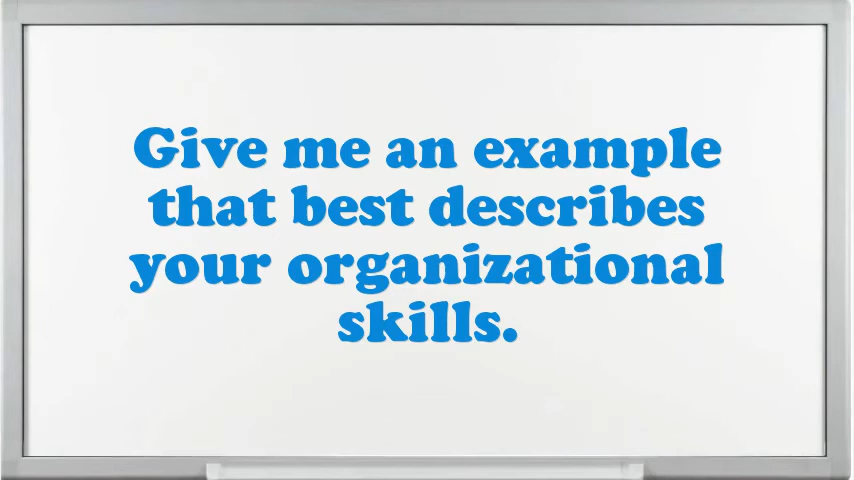 Give me an example
that best describes
your organizational
skills.